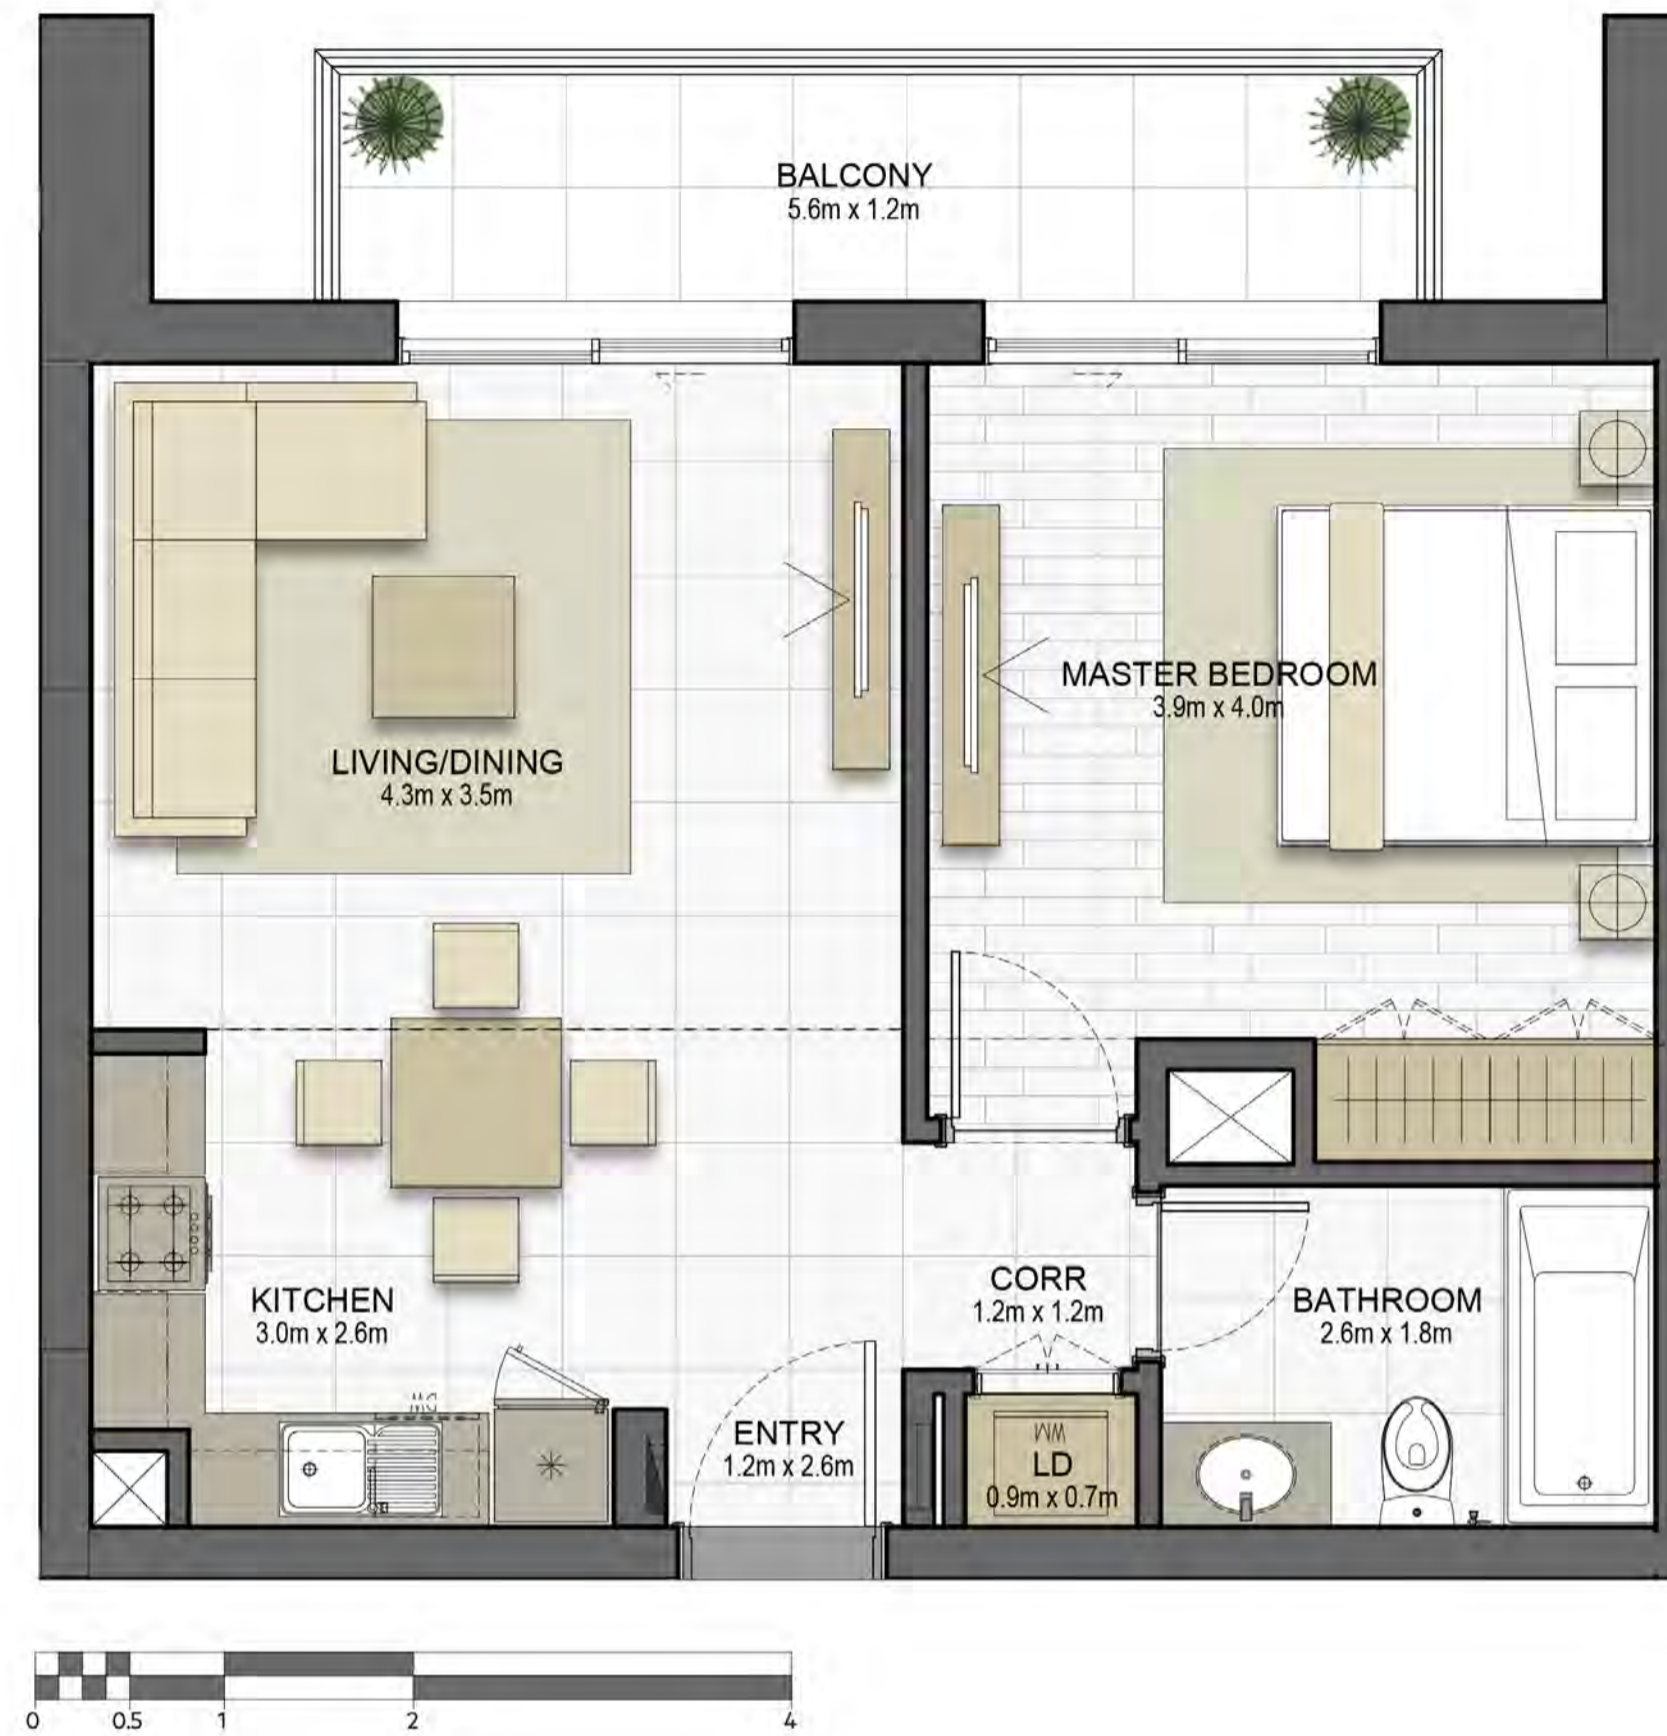 BALCONY
5.6m x 1.2m
MASTER BEDROOM
3.9m x 4.0m
LIVING/DINING
4.3m x 3.5m
KITCHEN
3.0m x 2.6m
CORR
1.2m x 1.2m
BATHROOM
2.6m x 1.8m
DW
ENTRY
1.2m x 2.6m
WM
LD
0.9m x 0.7m
0 0.5 1 2 4